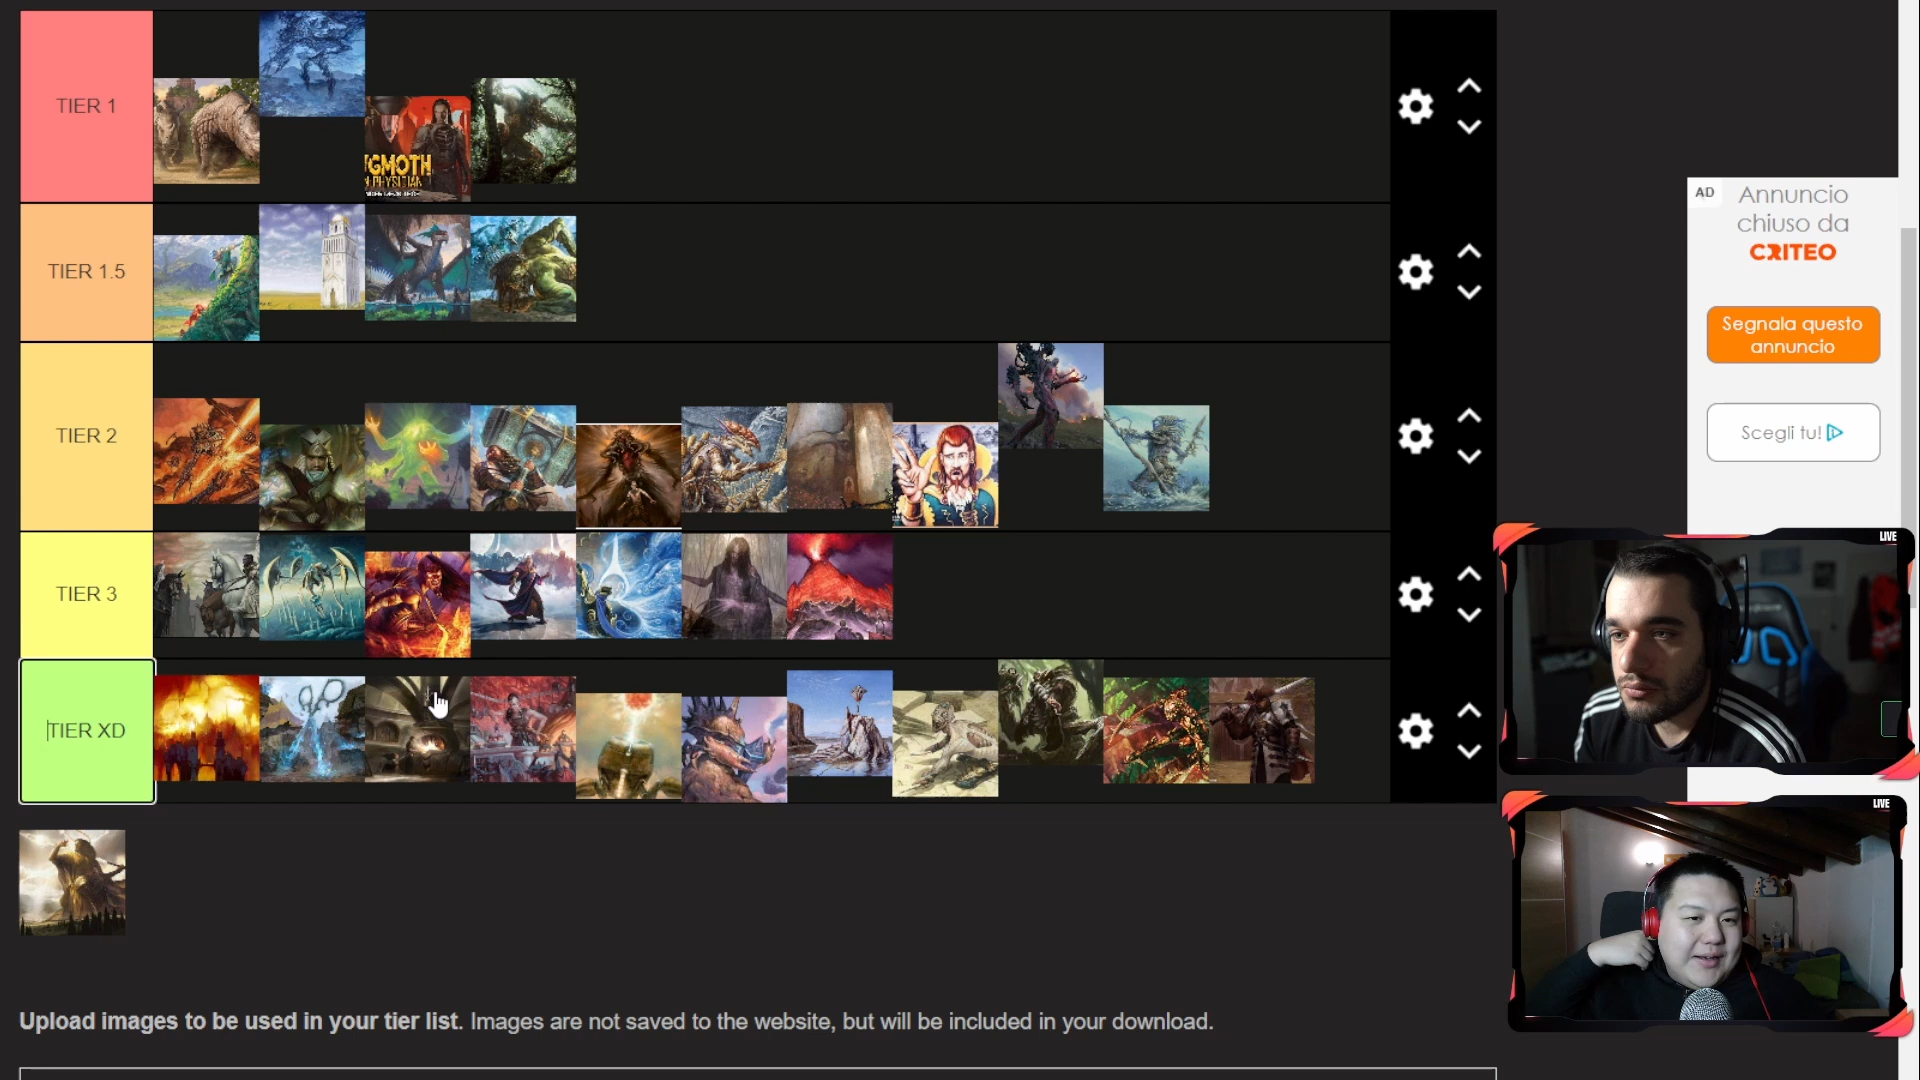 TIER 1
GMOTH
N PHYSICIAN
TIER 1.5
AD
Annuncio
chiuso da
CRITEO
Segnala questo
annuncio
Scegli tu!
TIER 2
TIER 3
TIER XD
LIVE
LIVE
Upload images to be used in your tier list. Images are not saved to the website, but will be included in your download.